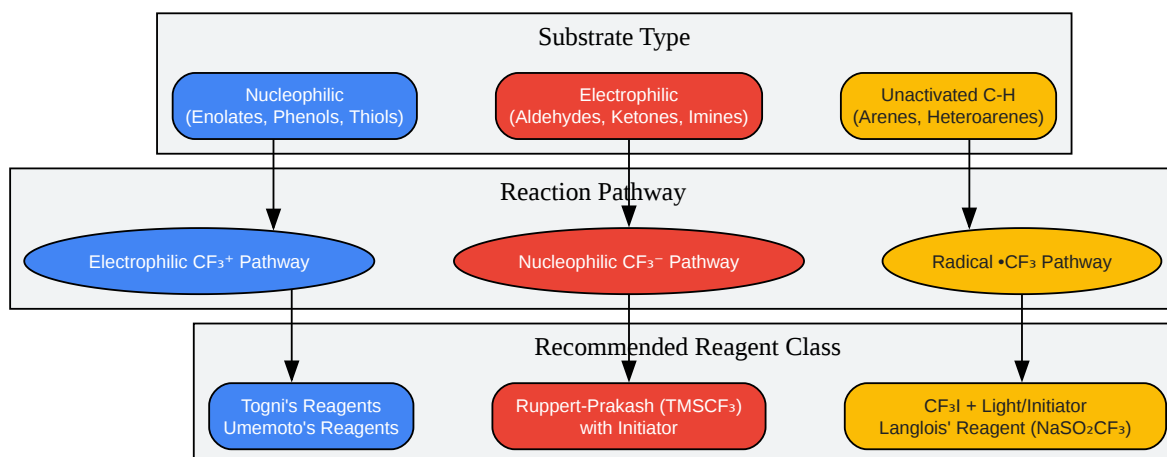 Substrate Type
Nucleophilic
(Enolates, Phenols, Thiols)
Electrophilic
(Aldehydes, Ketones, Imines)
Unactivated C-H
(Arenes, Heteroarenes)
Reaction Pathway
Electrophilic CF₃⁺ Pathway
Nucleophilic CF₃⁻ Pathway
Radical •CF₃ Pathway
Recommended Reagent Class
Togni's Reagents
Umemoto's Reagents
Ruppert-Prakash (TMSCF₃)
with Initiator
CF₃I + Light/Initiator
Langlois' Reagent (NaSO₂CF₃)